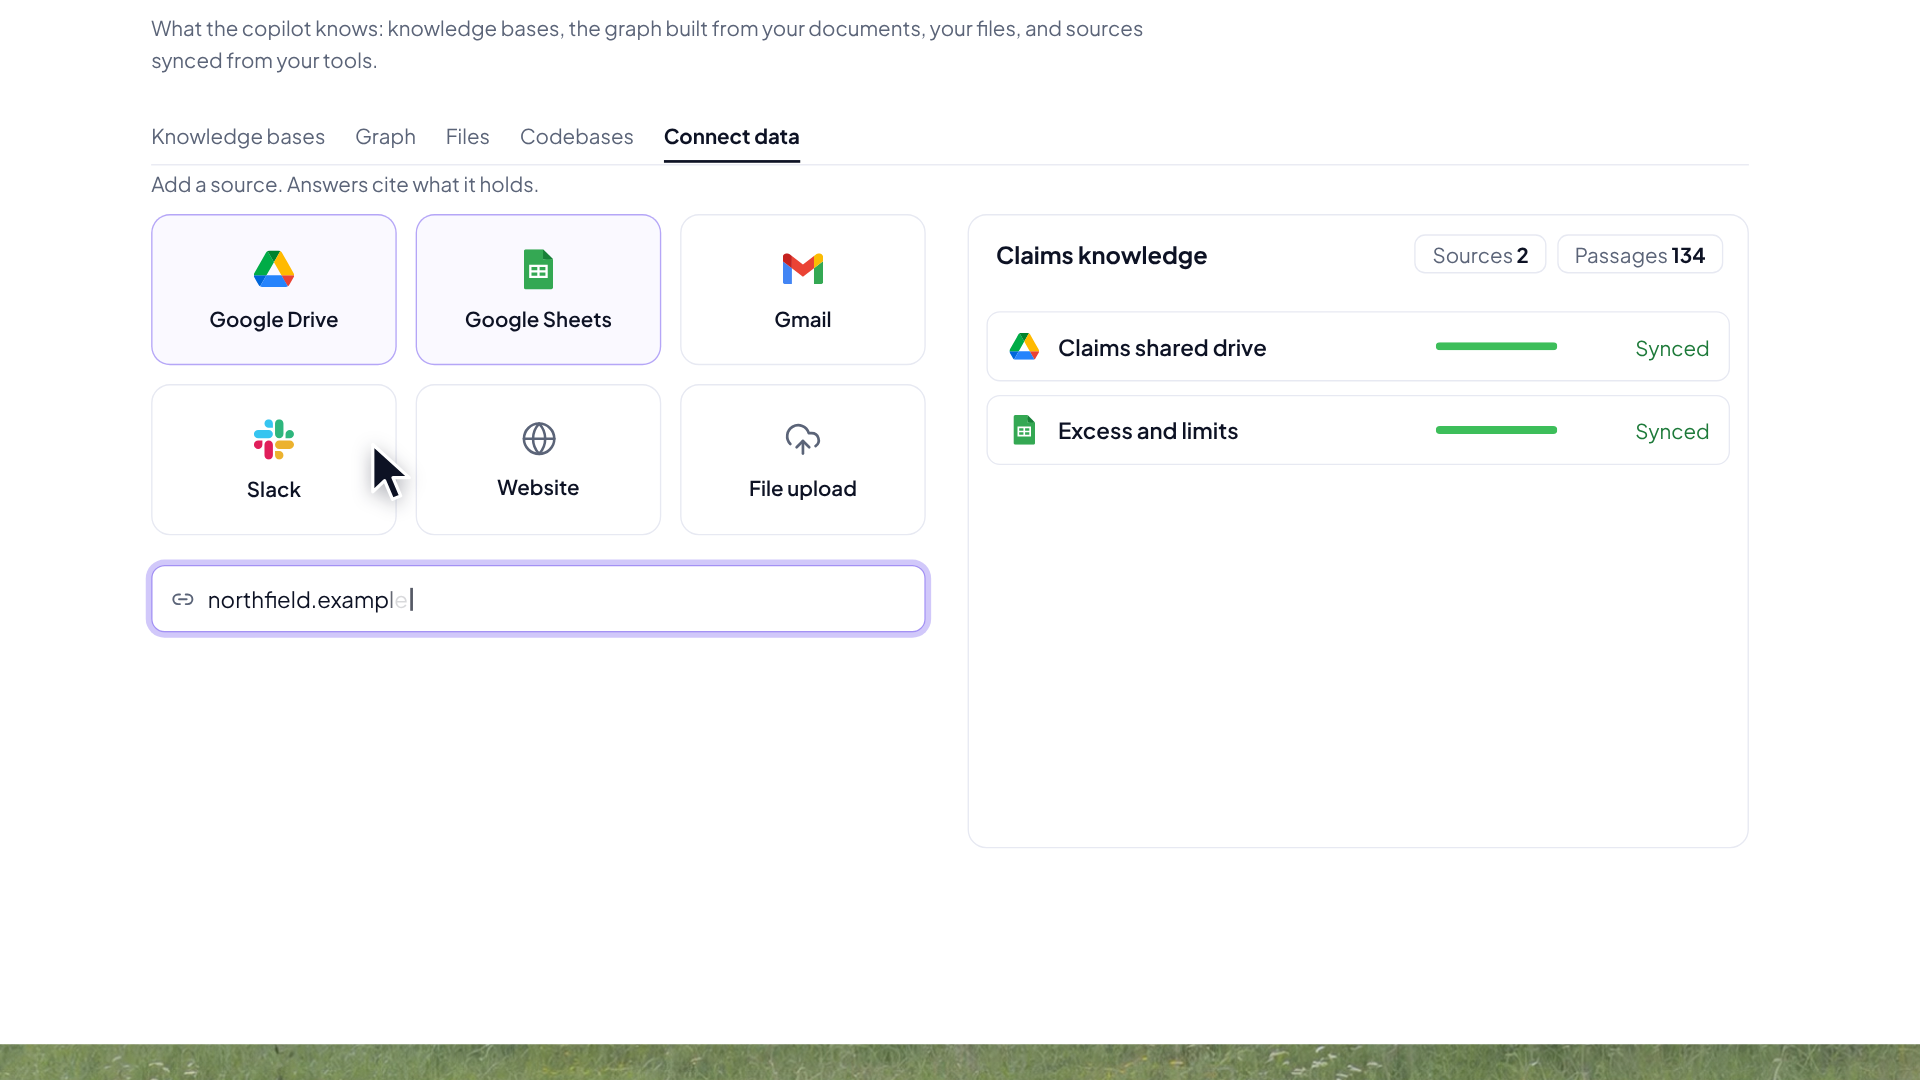 What the copilot knows: knowledge bases, the graph built from your documents, your files, and sources
synced from your tools.
Knowledge bases Graph Files Codebases Connect data
Add a source. Answers cite what it holds.
Google Drive Google Sheets Gmail
Slack Website File upload
northfield.example
Claims knowledge Sources 2 Passages 134
Claims shared drive Synced
Excess and limits Synced